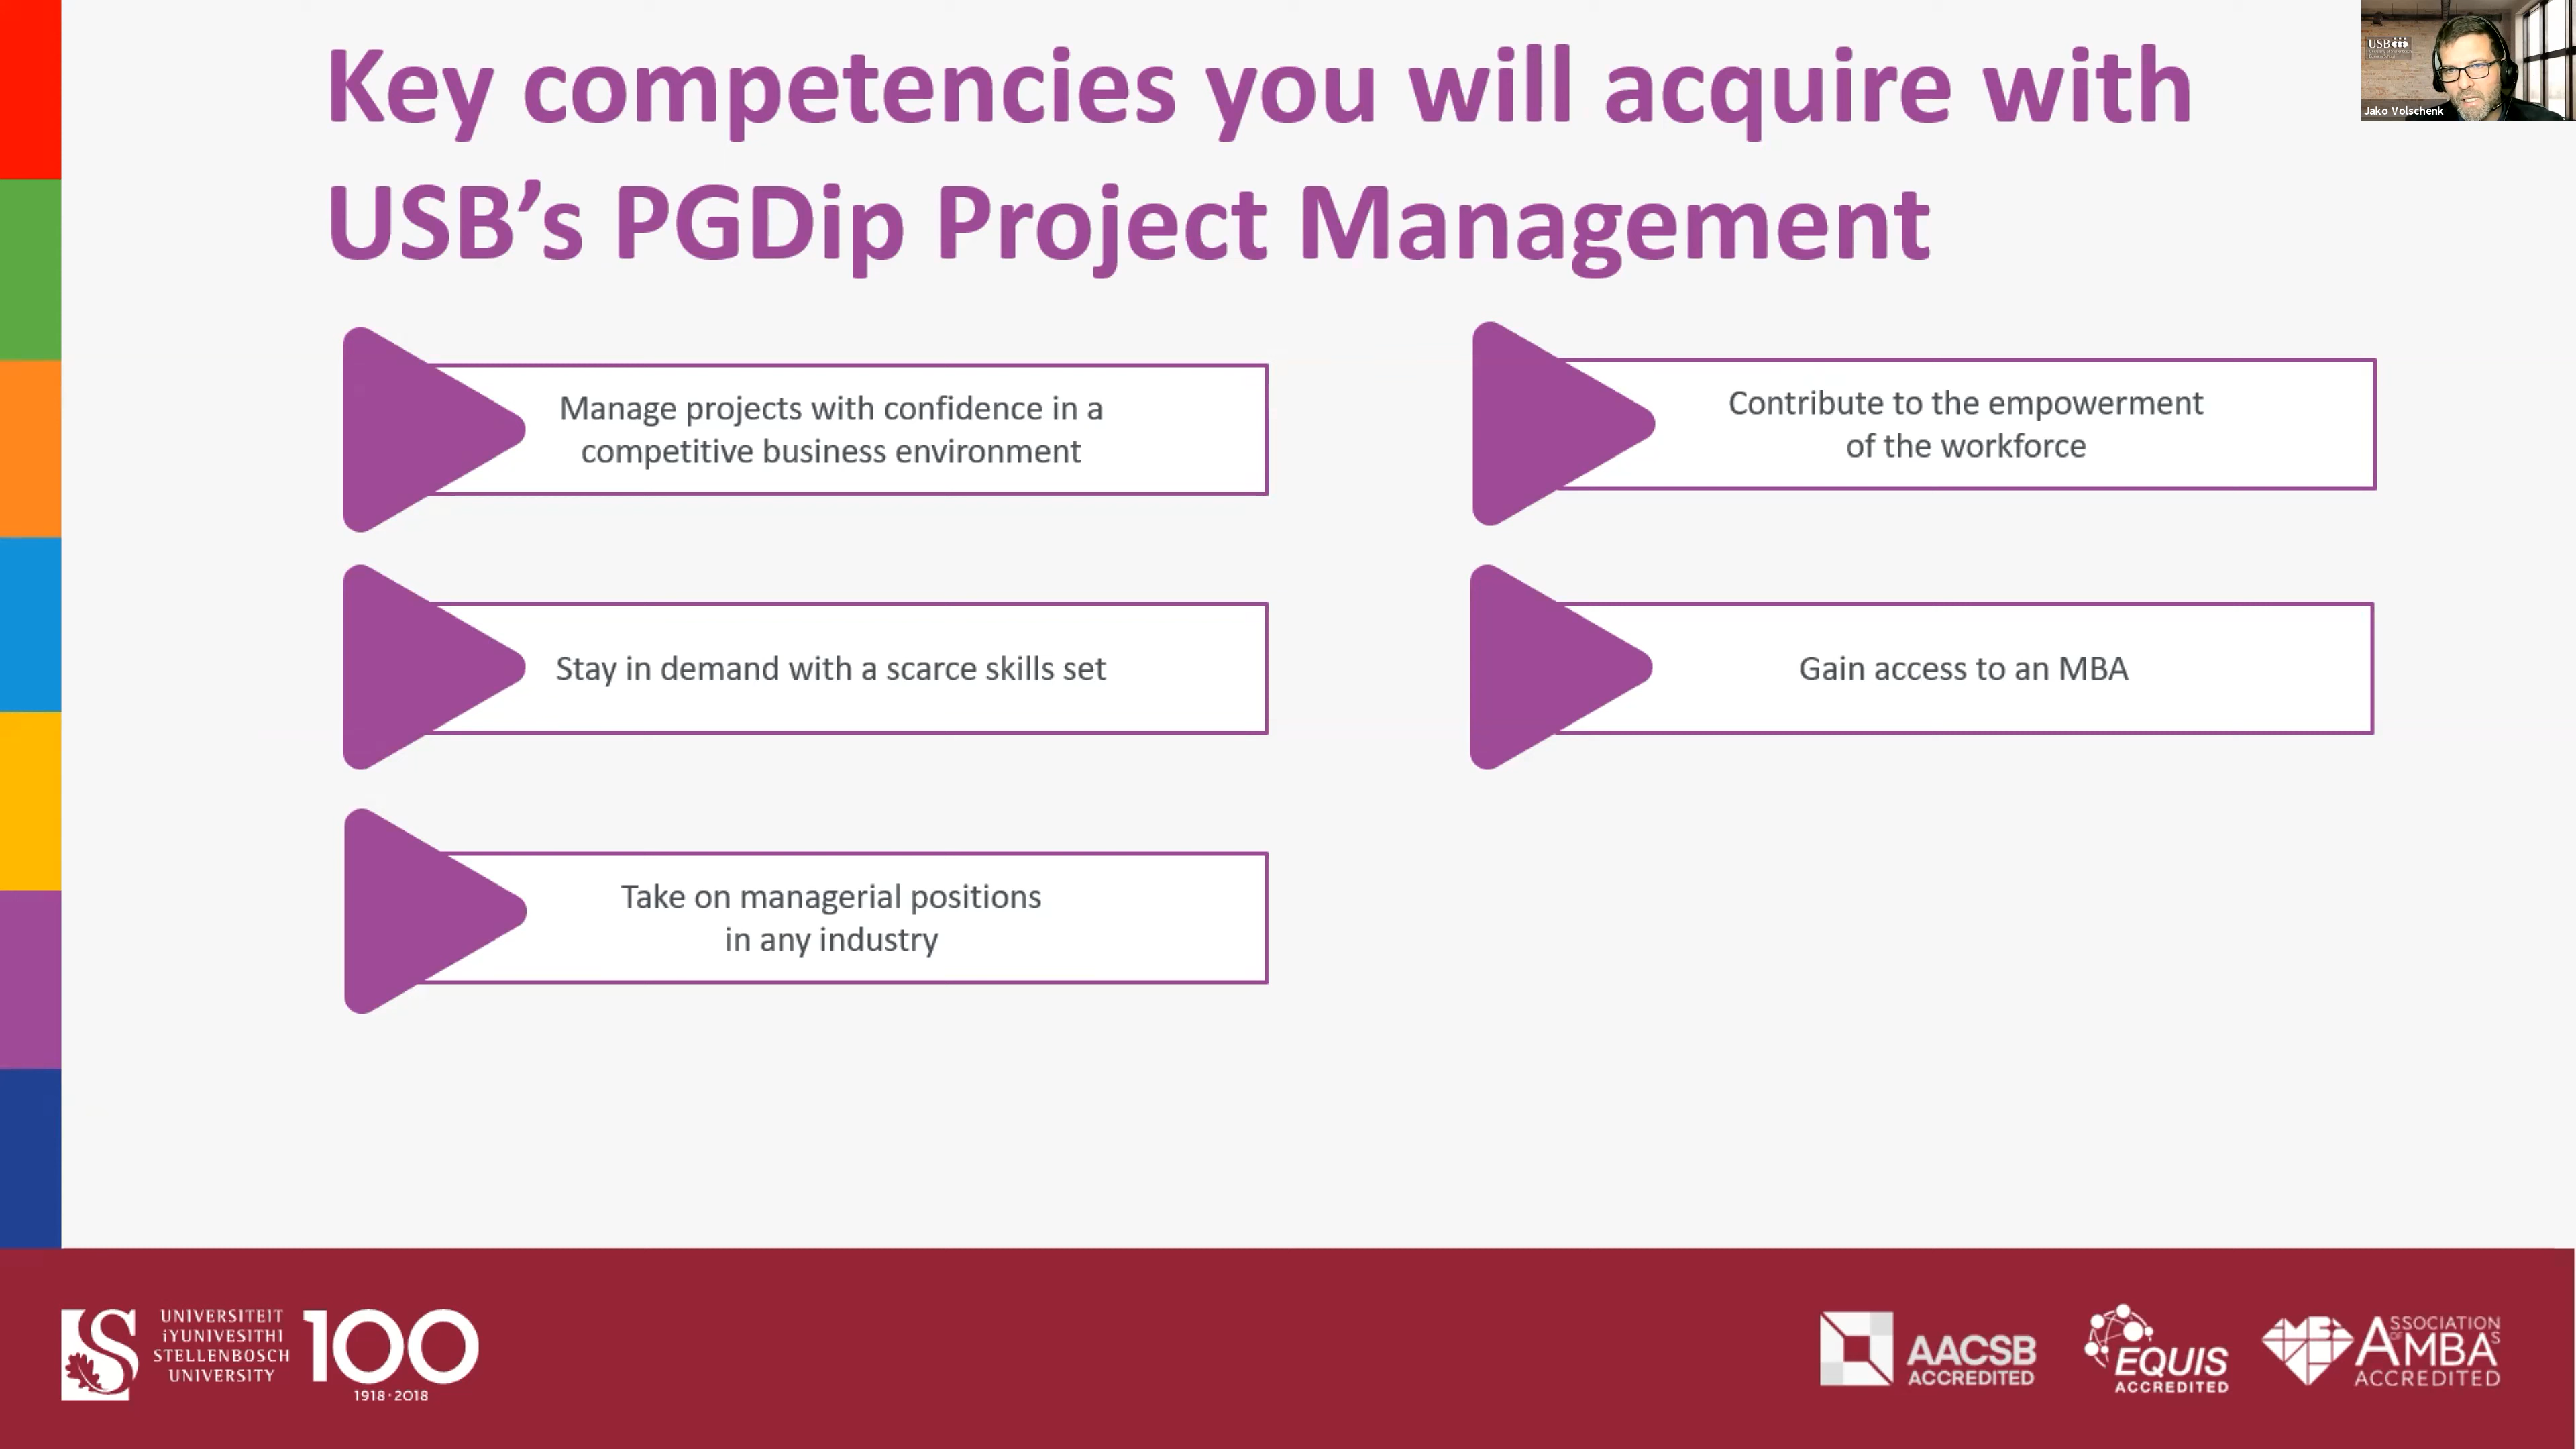 Key competencies you will acquire with
USB’s PGDip Project Management
USB
Jako Volschenk
Manage projects with confidence in a
competitive business environment
Contribute to the empowerment
of the workforce
Stay in demand with a scarce skills set
Gain access to an MBA
Take on managerial positions
in any industry
UNIVERSITEIT
iYUNIVESITHI
STELLENBOSCH
UNIVERSITY
100
1918·2018
AACSB
ACCREDITED
EQUIS
ACCREDITED
ASSOCIATION
OF MBAS
ACCREDITED